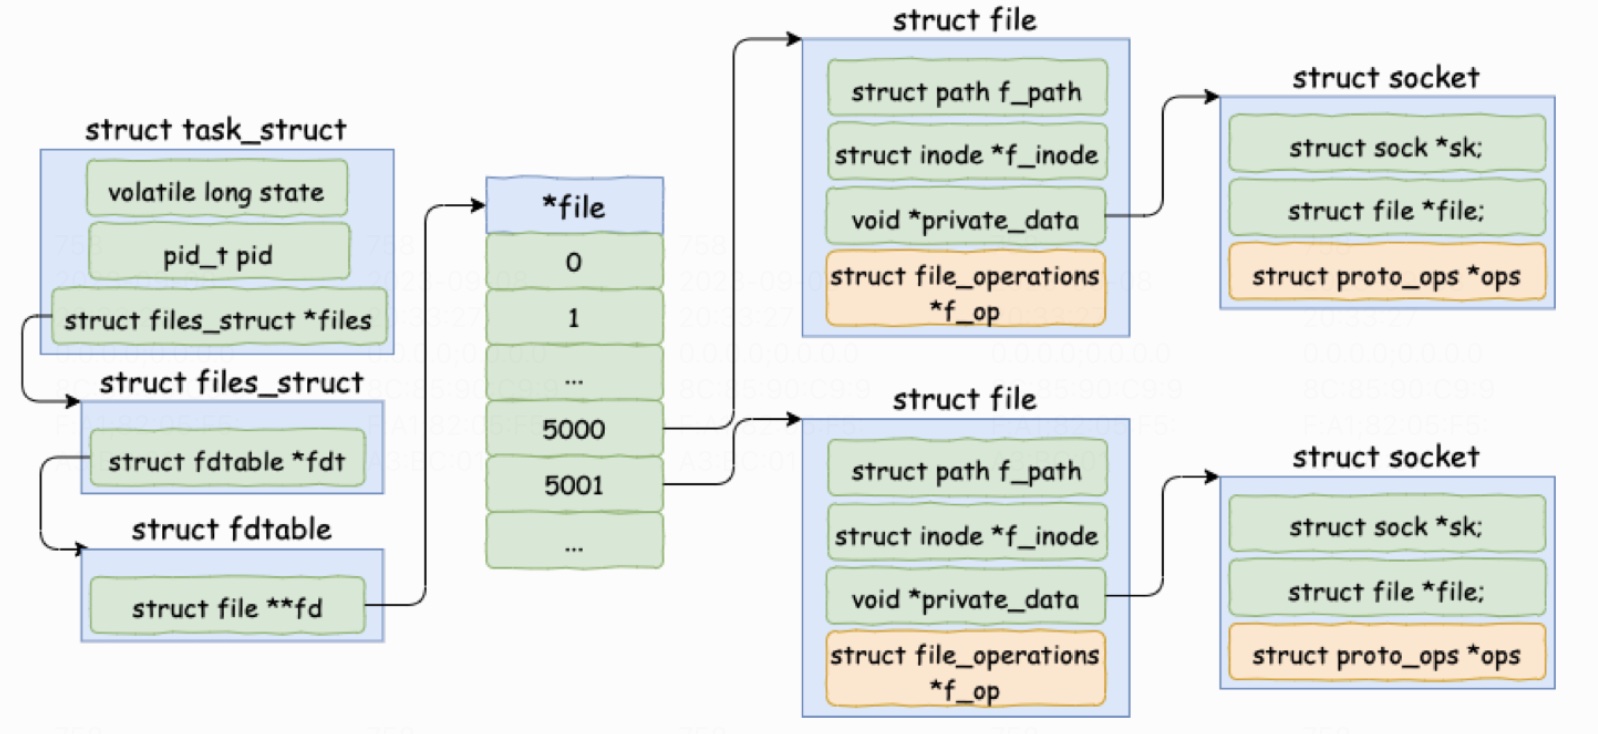 struct task_struct
volatile long state
pid_t pid
struct files_struct *files
struct files_struct
struct fdtable *fdt
struct fdtable
struct file **fd
*file
0
1
...
5000
5001
...
struct file
struct path f_path
struct inode *f_inode
void *private_data
struct file_operations
*f_op
struct socket
struct sock *sk;
struct file *file;
struct proto_ops *ops
struct file
struct path f_path
struct inode *f_inode
void *private_data
struct file_operations
*f_op
struct socket
struct sock *sk;
struct file *file;
struct proto_ops *ops